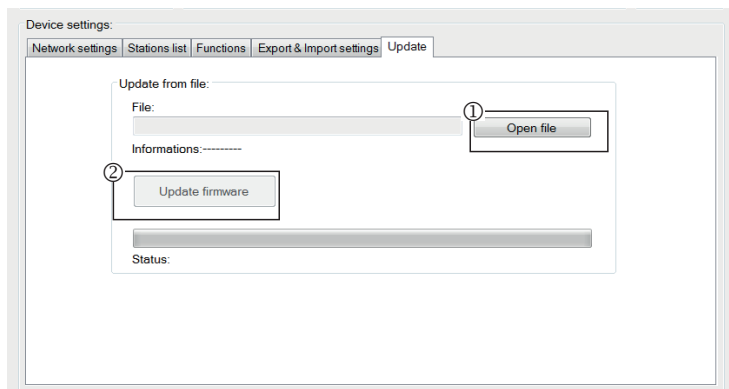 Device settings:
Network settings Stations list Functions Export & Import settings Update
Update from file:
File:
①
Open file
Informations:---------
②
Update firmware
Status: